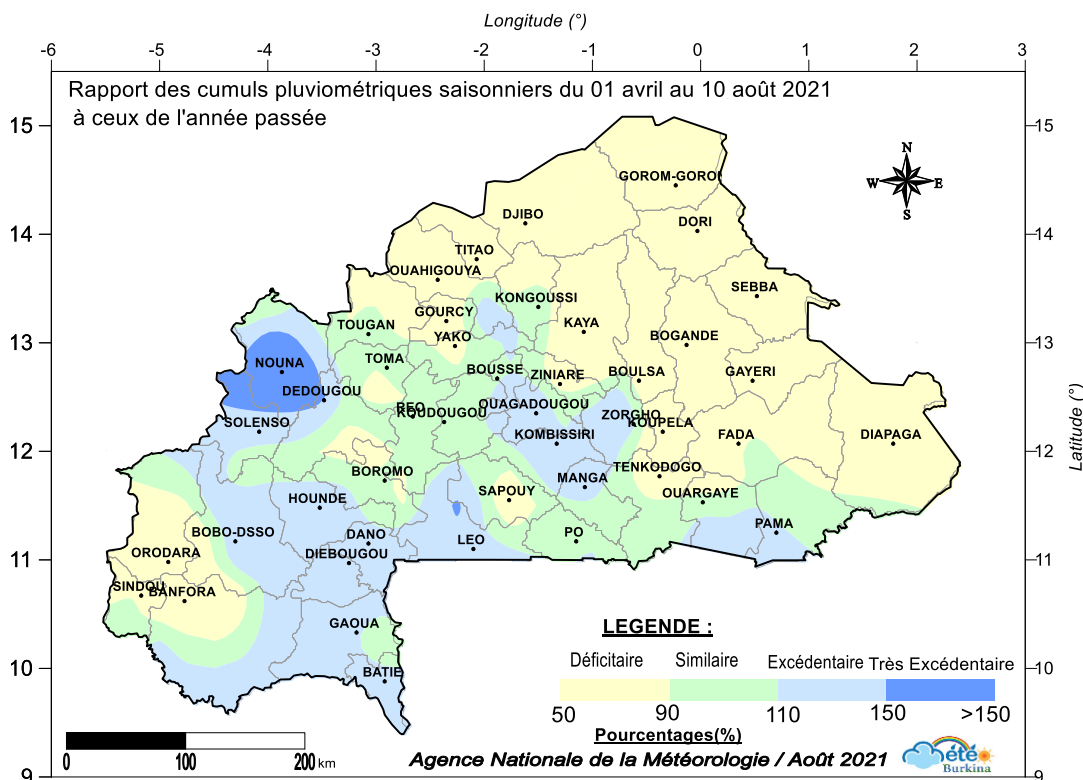 Longitude (°)
-6 -5 -4 -3 -2 -1 0 1 2 3
Rapport des cumuls pluviométriques saisonniers du 01 avril au 10 août 2021
à ceux de l'année passée
15 15
N
W E
S
GOROM-GOROM
DJIBO
DORI
14 14
TITAO
OUAHIGOUYA
SEBBA
KONGOUSSI
GOURCY
TOUGAN
KAYA
13 13
YAKO
BOGANDE
NOUNA
TOMA
BOUSSE
ZINIARE
BOULSA
GAYERI
DEDOUGOU
REO
KOUDOUGOU
OUAGADOUGOU
ZORGHO
SOLENSO
KOUPELA
12 12
KOMBISSIRI
FADA
DIAPAGA
Latitude (°)
BOROMO
TENKODOGO
MANGA
HOUNDE
SAPOUY
OUARGAYE
BOBO-DSSO
DANO
LEO
PO
PAMA
11 11
ORODARA
DIEBOUGOU
SINDOU
BANFORA
GAOUA
LEGENDE :
10 10
BATIE
Déficitaire Similaire Excédentaire Très Excédentaire
50 90 110 150 >150
Pourcentages(%)
0 100 200 km
Agence Nationale de la Météorologie / Août 2021
Météo
Burkina
9 9